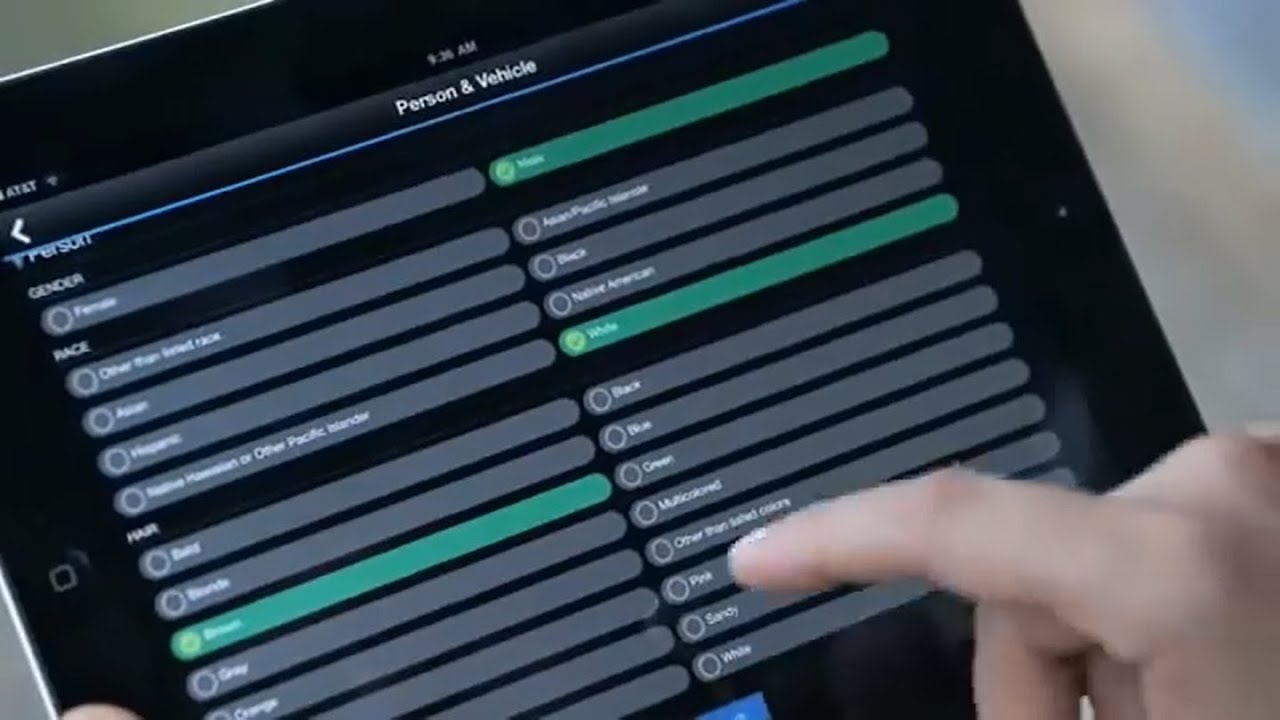 AT&T
9:36 AM
Person & Vehicle
Person
GENDER
Female
Male
RACE
Other than listed race
Asian/Pacific Islander
Asian
Black
Hispanic
Native American
Native Hawaiian or Other Pacific Islander
White
HAIR
Bald
Black
Blonde
Blue
Brown
Green
Gray
Multicolored
Orange
Other than listed colors
Pink
Sandy
White